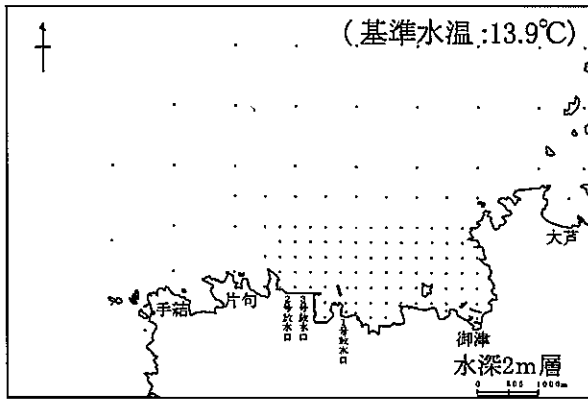 (基準水温:13.9℃)
大芦
手結
片句
2号放水口
3号放水口
1号放水口
御津
水深2m層
0 500 1000m